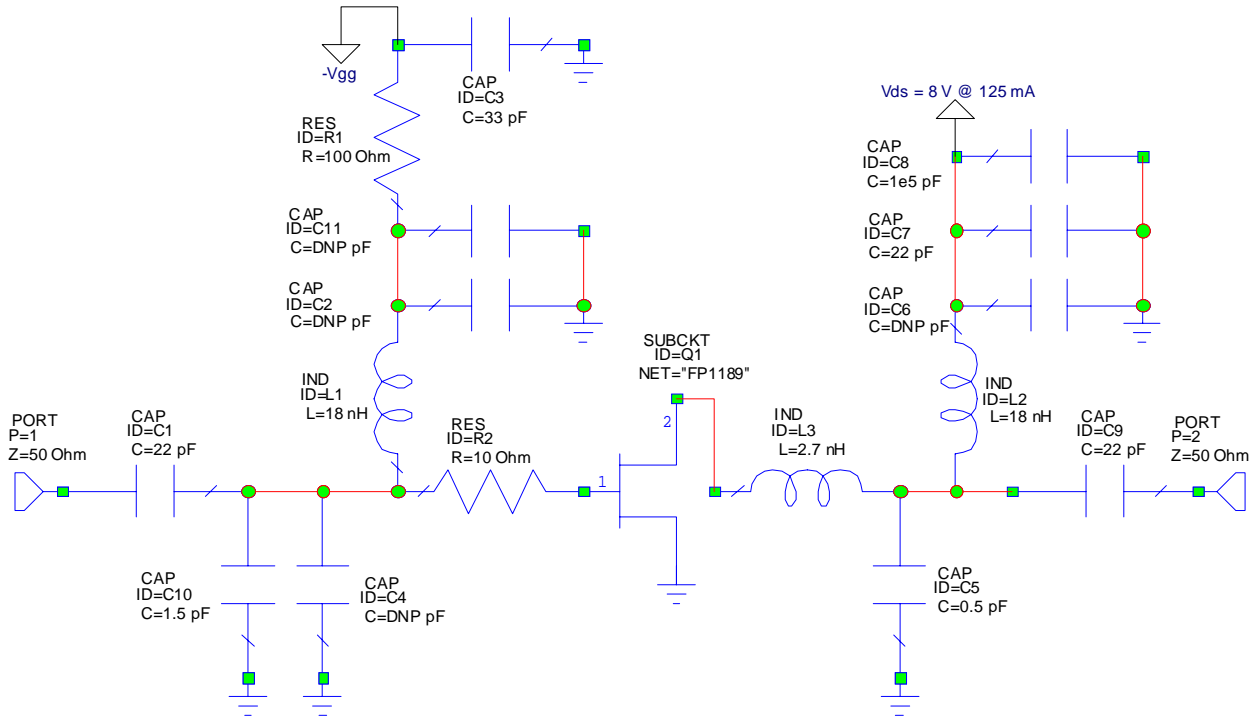 -Vgg
CAP
ID=C3
C=33 pF
RES
ID=R1
R=100 Ohm
Vds = 8 V @ 125 mA
CAP
ID=C8
C=1e5 pF
CAP
ID=C11
C=DNP pF
CAP
ID=C7
C=22 pF
CAP
ID=C2
C=DNP pF
CAP
ID=C6
C=DNP pF
SUBCKT
ID=Q1
NET="FP1189"
IND
ID=L1
L=18 nH
IND
ID=L2
L=18 nH
PORT
P=1
Z=50 Ohm
CAP
ID=C1
C=22 pF
RES
ID=R2
R=10 Ohm
1
2
IND
ID=L3
L=2.7 nH
CAP
ID=C9
C=22 pF
PORT
P=2
Z=50 Ohm
CAP
ID=C10
C=1.5 pF
CAP
ID=C4
C=DNP pF
CAP
ID=C5
C=0.5 pF